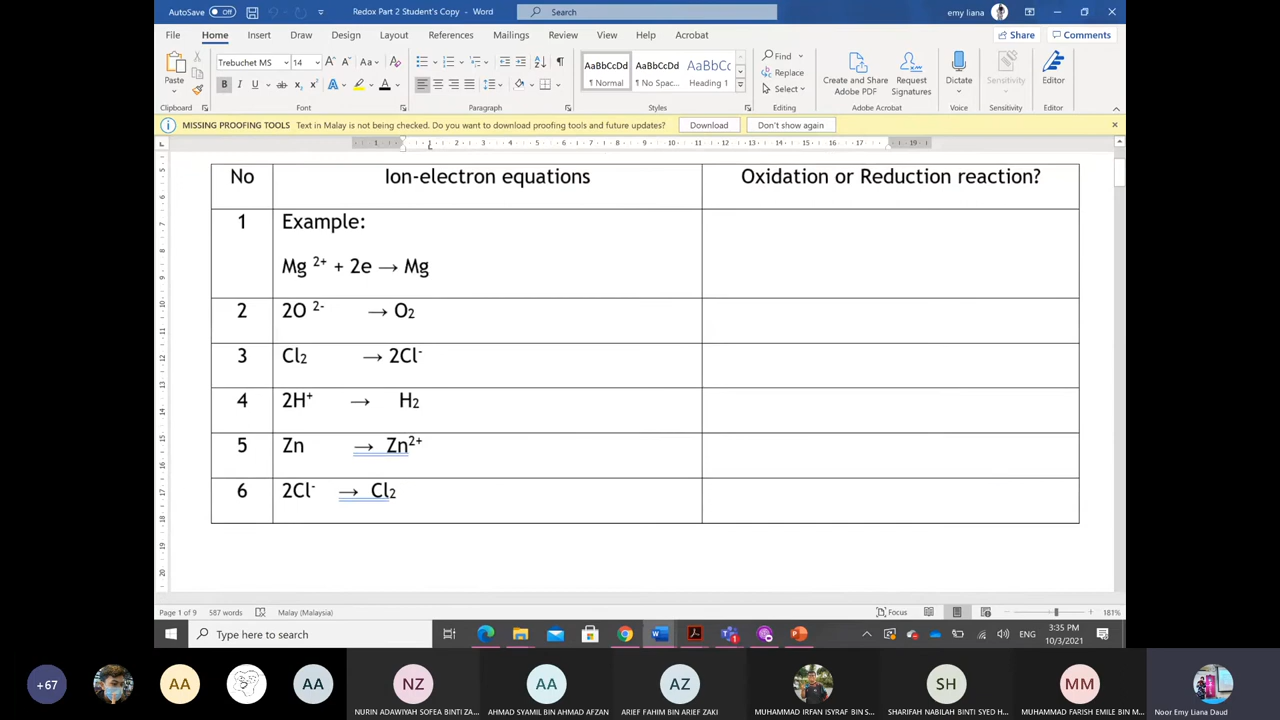 AutoSave Off Redox Part 2 Student's Copy - Word Search emy liana
File Home Insert Draw Design Layout References Mailings Review View Help Acrobat Share Comments
Trebuchet MS 14 A A Aa AaBbCcDd AaBbCcDd AaBbCc Find
Paste B I U ab x₂ x² A A ¶ Normal ¶ No Spac... Heading 1 Replace Select Create and Share Adobe PDF Request Signatures Dictate Sensitivity Editor
Clipboard Font Paragraph Styles Editing Adobe Acrobat Voice Sensitivity Editor
MISSING PROOFING TOOLS Text in Malay is not being checked. Do you want to download proofing tools and future updates? Download Don't show again
No Ion-electron equations Oxidation or Reduction reaction?
1 Example:
Mg ²⁺ + 2e → Mg
2 2O ²⁻ → O₂
3 Cl₂ → 2Cl⁻
4 2H⁺ → H₂
5 Zn → Zn²⁺
6 2Cl⁻ → Cl₂
Page 1 of 9 587 words Malay (Malaysia) Focus 181%
Type here to search ENG 3:35 PM
10/3/2021
+67 AA AA NZ AA AZ SH MM
NURIN ADAWIYAH SOFEA BINTI ZA... AHMAD SYAMIL BIN AHMAD AFZAN ARIEF FAHIM BIN ARIEF ZAKI MUHAMMAD IRFAN ISYRAF BIN S... SHARIFAH NABILAH BINTI SYED H... MUHAMMAD FARISH EMILE BIN M... Noor Emy Liana Daud